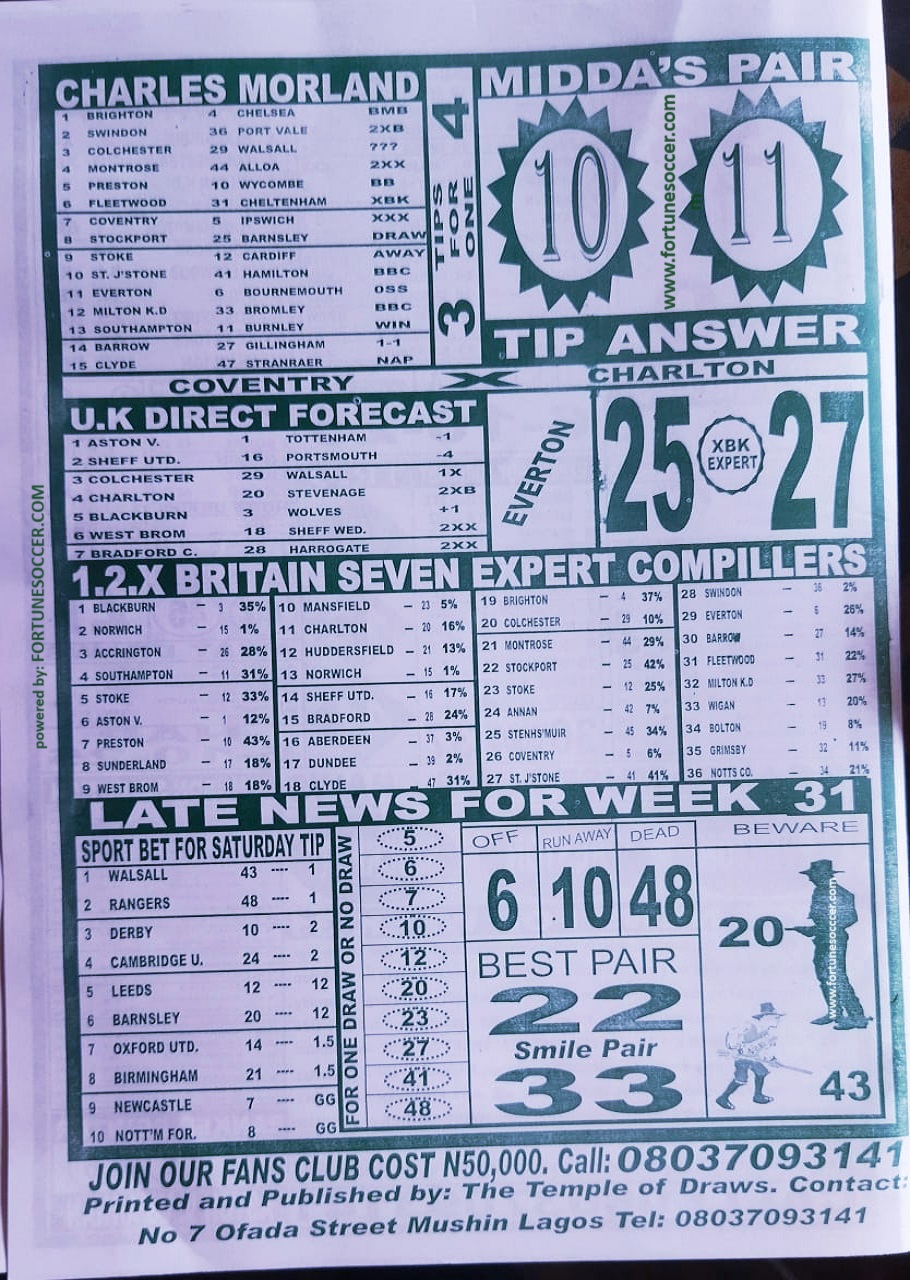 CHARLES MORLAND
1 BRIGHTON 4 CHELSEA BMB
2 SWINDON 36 PORT VALE 2XB
3 COLCHESTER 29 WALSALL ???
4 MONTROSE 44 ALLOA 2XX
5 PRESTON 10 WYCOMBE BB
6 FLEETWOOD 31 CHELTENHAM XBK
7 COVENTRY 5 IPSWICH XXX
8 STOCKPORT 25 BARNSLEY DRAW
9 STOKE 12 CARDIFF AWAY
10 ST. J'STONE 41 HAMILTON BBC
11 EVERTON 6 BOURNEMOUTH OSS
12 MILTON K.D 33 BROMLEY BBC
13 SOUTHAMPTON 11 BURNLEY WIN
14 BARROW 27 GILLINGHAM 1-1
15 CLYDE 47 STRANRAER NAP
3 TIPS FOR ONE 4
MIDDA'S PAIR
10 11
www.fortunesoccer.com
TIP ANSWER
COVENTRY X CHARLTON
U.K DIRECT FORECAST
1 ASTON V. 1 TOTTENHAM -1
2 SHEFF UTD. 16 PORTSMOUTH -4
3 COLCHESTER 29 WALSALL 1X
4 CHARLTON 20 STEVENAGE 2XB
5 BLACKBURN 3 WOLVES +1
6 WEST BROM 18 SHEFF WED. 2XX
7 BRADFORD C. 28 HARROGATE 2XX
EVERTON
25 XBK EXPERT 27
1.2.X BRITAIN SEVEN EXPERT COMPILLERS
1 BLACKBURN – 3 35%
2 NORWICH – 15 1%
3 ACCRINGTON – 26 28%
4 SOUTHAMPTON – 11 31%
5 STOKE – 12 33%
6 ASTON V. – 1 12%
7 PRESTON – 10 43%
8 SUNDERLAND – 17 18%
9 WEST BROM – 18 18%
10 MANSFIELD – 23 5%
11 CHARLTON – 20 16%
12 HUDDERSFIELD – 21 13%
13 NORWICH – 15 1%
14 SHEFF UTD. – 16 17%
15 BRADFORD – 28 24%
16 ABERDEEN – 37 3%
17 DUNDEE – 39 2%
18 CLYDE – 47 31%
19 BRIGHTON – 4 37%
20 COLCHESTER – 29 10%
21 MONTROSE – 44 29%
22 STOCKPORT – 25 42%
23 STOKE – 12 25%
24 ANNAN – 42 7%
25 STENHS'MUIR – 45 34%
26 COVENTRY – 5 6%
27 ST. J'STONE – 41 41%
28 SWINDON – 36 2%
29 EVERTON – 6 26%
30 BARROW – 27 14%
31 FLEETWOOD – 31 22%
32 MILTON K.D – 33 27%
33 WIGAN – 13 20%
34 BOLTON – 19 8%
35 GRIMSBY – 32 11%
36 NOTTS CO. – 34 21%
LATE NEWS FOR WEEK 31
SPORT BET FOR SATURDAY TIP
1 WALSALL 43 ---- 1
2 RANGERS 48 ---- 1
3 DERBY 10 ---- 2
4 CAMBRIDGE U. 24 ---- 2
5 LEEDS 12 ---- 12
6 BARNSLEY 20 ---- 12
7 OXFORD UTD. 14 ---- 1.5
8 BIRMINGHAM 21 ---- 1.5
9 NEWCASTLE 7 ---- GG
10 NOTT'M FOR. 8 ---- GG
FOR ONE DRAW OR NO DRAW
5
6
7
10
12
20
23
27
41
48
OFF RUN AWAY DEAD
6 10 48
BEST PAIR
22
Smile Pair
33
BEWARE
20
www.fortunesoccer.com
43
powered by: FORTUNESOCCER.COM
JOIN OUR FANS CLUB COST N50,000. Call: 08037093141
Printed and Published by: The Temple of Draws. Contact:
No 7 Ofada Street Mushin Lagos Tel: 08037093141